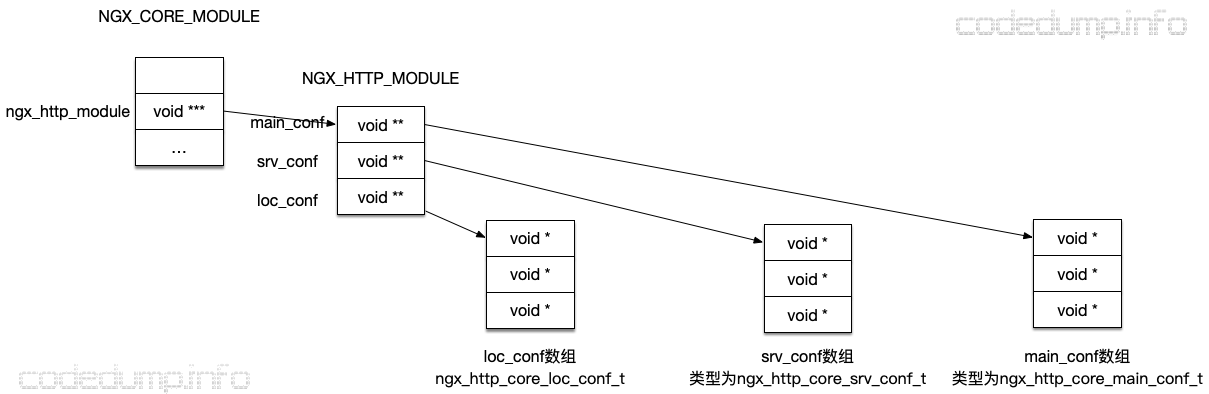 NGX_CORE_MODULE
codedumpinfo
NGX_HTTP_MODULE
ngx_http_module
void ***
…
main_conf
void **
srv_conf
void **
loc_conf
void **
void *
void *
void *
void *
void *
void *
void *
void *
void *
loc_conf数组
ngx_http_core_loc_conf_t
srv_conf数组
类型为ngx_http_core_srv_conf_t
main_conf数组
类型为ngx_http_core_main_conf_t
codedumpinfo